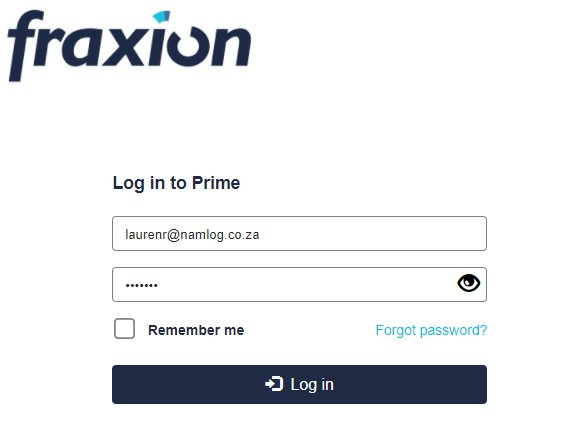 fraxion
Log in to Prime
laurenr@namlog.co.za
•••••••
Remember me
Forgot password?
Log in